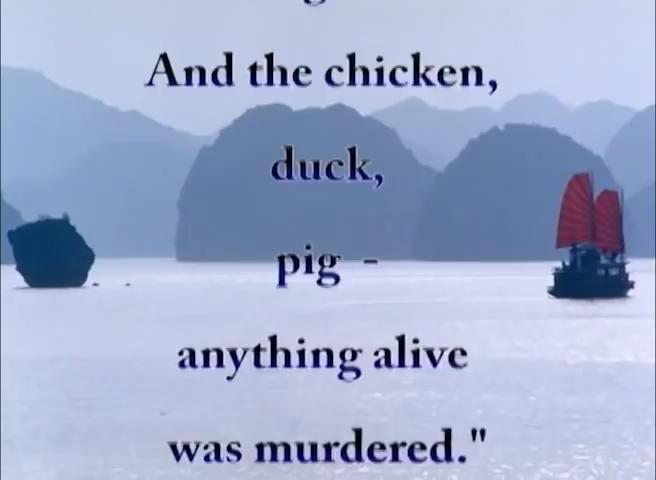 And the chicken,
duck,
pig -
anything alive
was murdered."